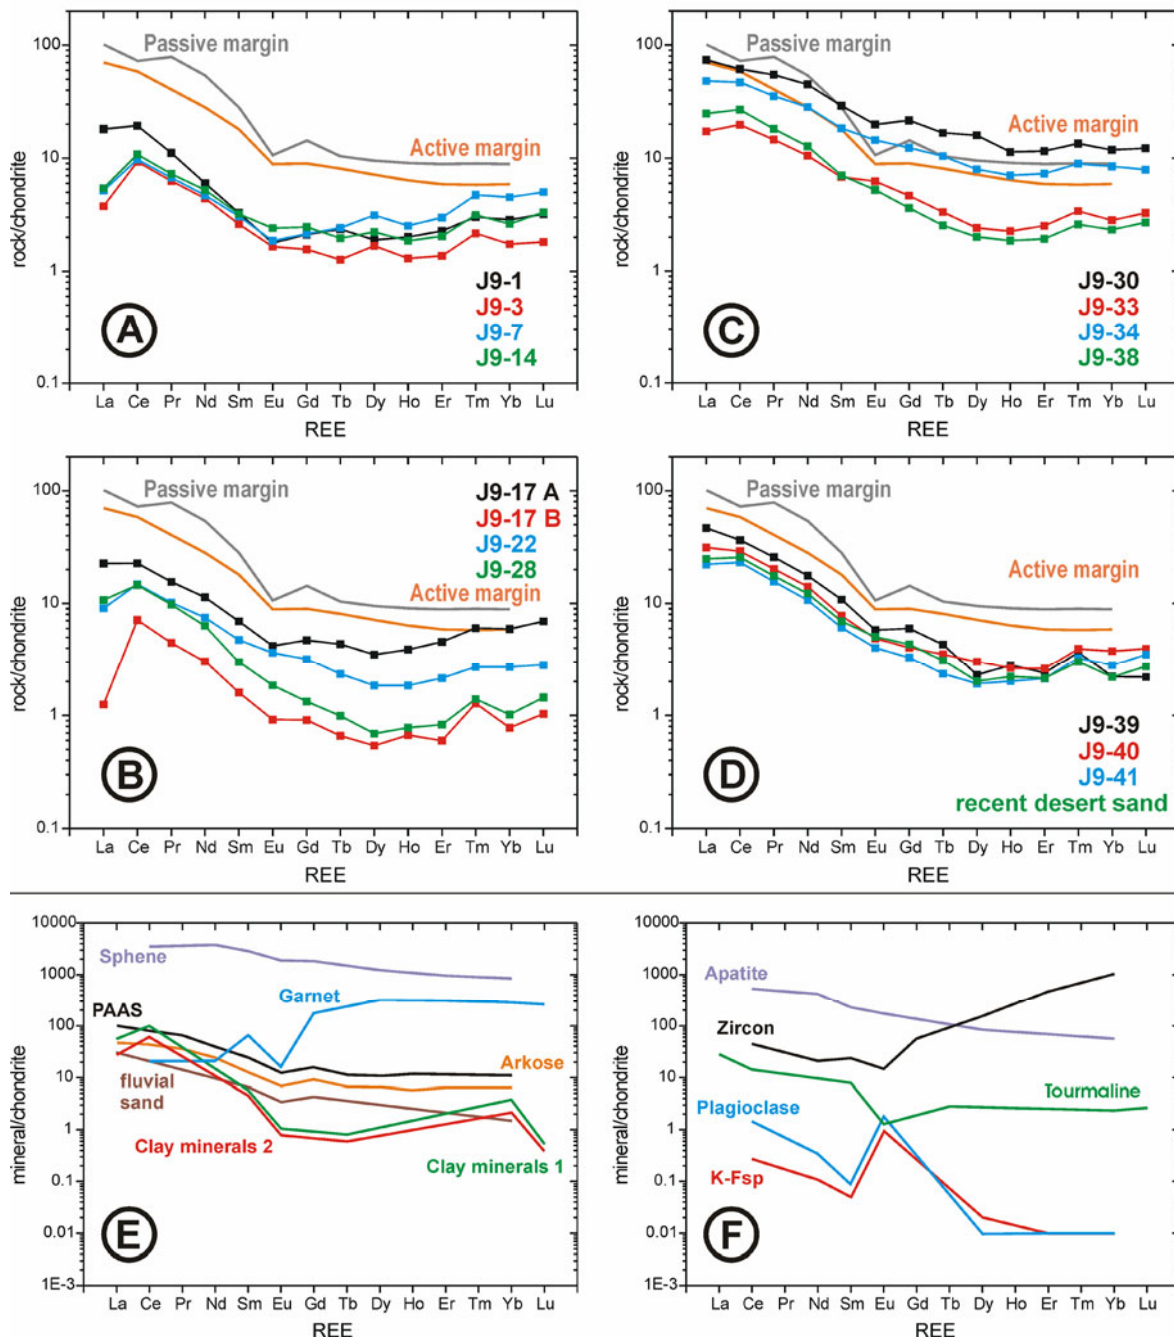 100
10
1
0.1
rock/chondrite
Passive margin
Active margin
J9-1
J9-3
J9-7
J9-14
A
La Ce Pr Nd Sm Eu Gd Tb Dy Ho Er Tm Yb Lu
REE
100
10
1
0.1
rock/chondrite
Passive margin
Active margin
J9-30
J9-33
J9-34
J9-38
C
La Ce Pr Nd Sm Eu Gd Tb Dy Ho Er Tm Yb Lu
REE
100
10
1
0.1
rock/chondrite
Passive margin
J9-17 A
J9-17 B
J9-22
J9-28
Active margin
B
La Ce Pr Nd Sm Eu Gd Tb Dy Ho Er Tm Yb Lu
REE
100
10
1
0.1
rock/chondrite
Passive margin
Active margin
J9-39
J9-40
J9-41
recent desert sand
D
La Ce Pr Nd Sm Eu Gd Tb Dy Ho Er Tm Yb Lu
REE
10000
1000
100
10
1
0.1
0.01
1E-3
mineral/chondrite
Sphene
Garnet
PAAS
Arkose
fluvial
sand
Clay minerals 2
Clay minerals 1
E
La Ce Pr Nd Sm Eu Gd Tb Dy Ho Er Tm Yb Lu
REE
10000
1000
100
10
1
0.1
0.01
1E-3
mineral/chondrite
Apatite
Zircon
Tourmaline
Plagioclase
K-Fsp
F
La Ce Pr Nd Sm Eu Gd Tb Dy Ho Er Tm Yb Lu
REE